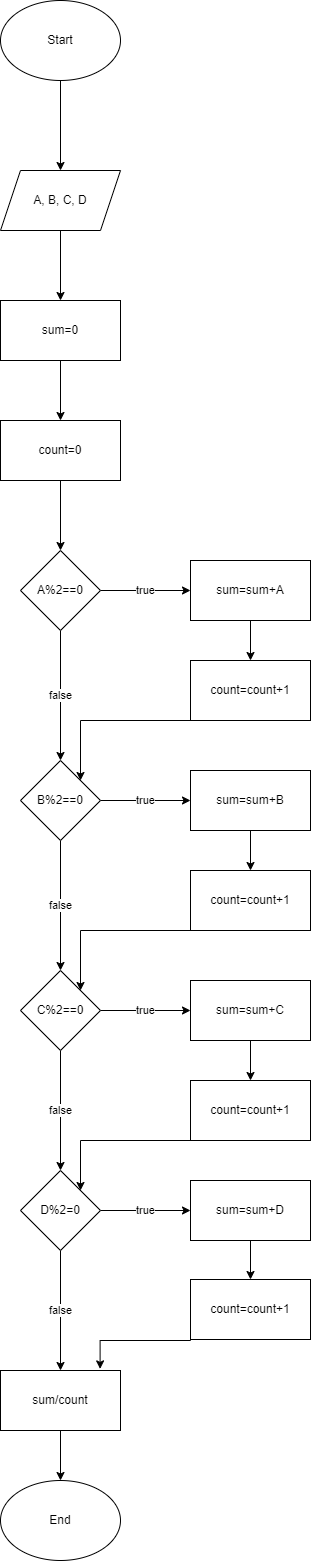 Start
A, B, C, D
sum=0
count=0
A%2==0
true
sum=sum+A
count=count+1
false
B%2==0
true
sum=sum+B
count=count+1
false
C%2==0
true
sum=sum+C
count=count+1
false
D%2=0
true
sum=sum+D
count=count+1
false
sum/count
End